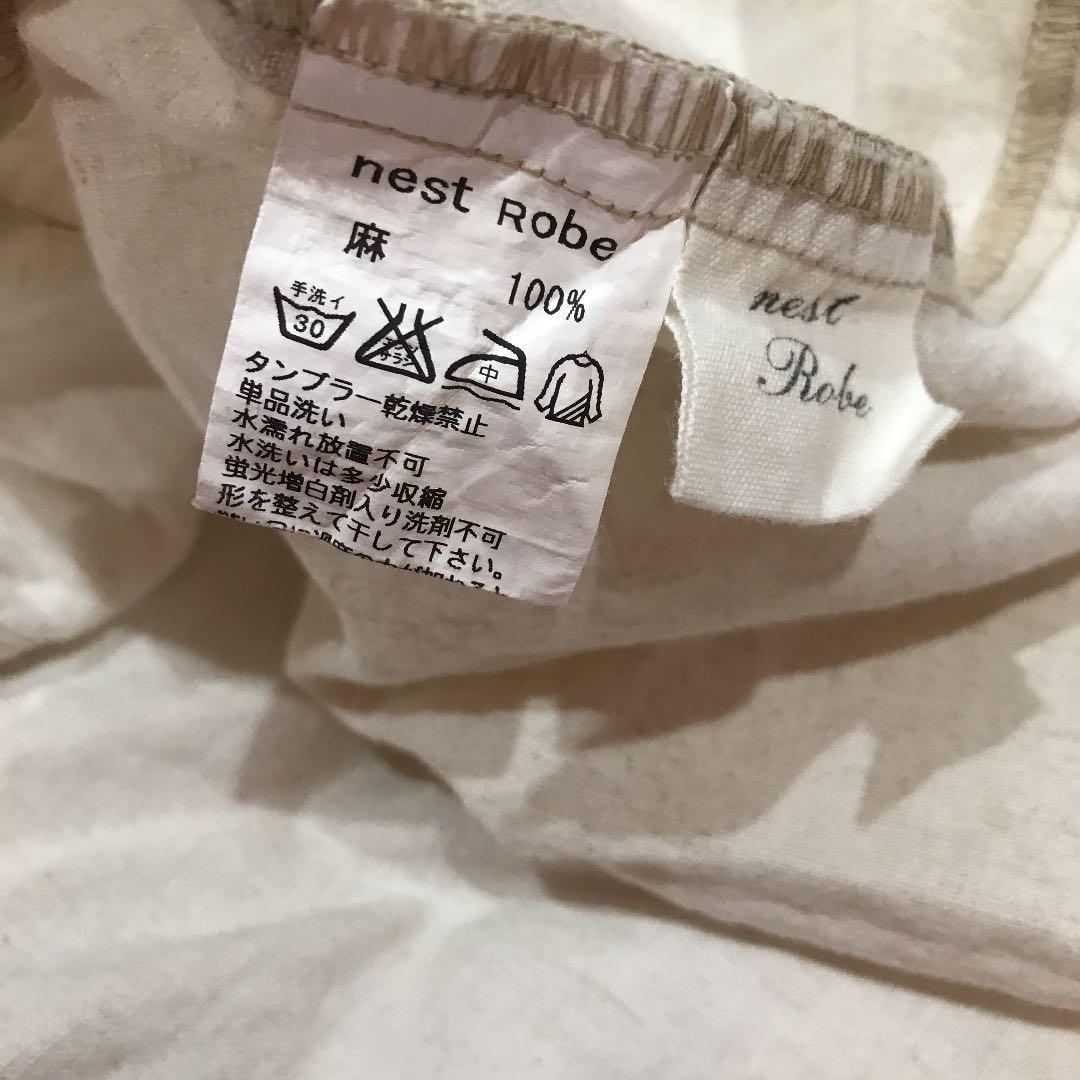 nest Robe
麻 100%
手洗イ
30
中
タンブラー乾燥禁止
単品洗い
水濡れ放置不可
水洗いは多少収縮
蛍光増白剤入り洗剤不可
形を整えて干して下さい。
nest
Robe